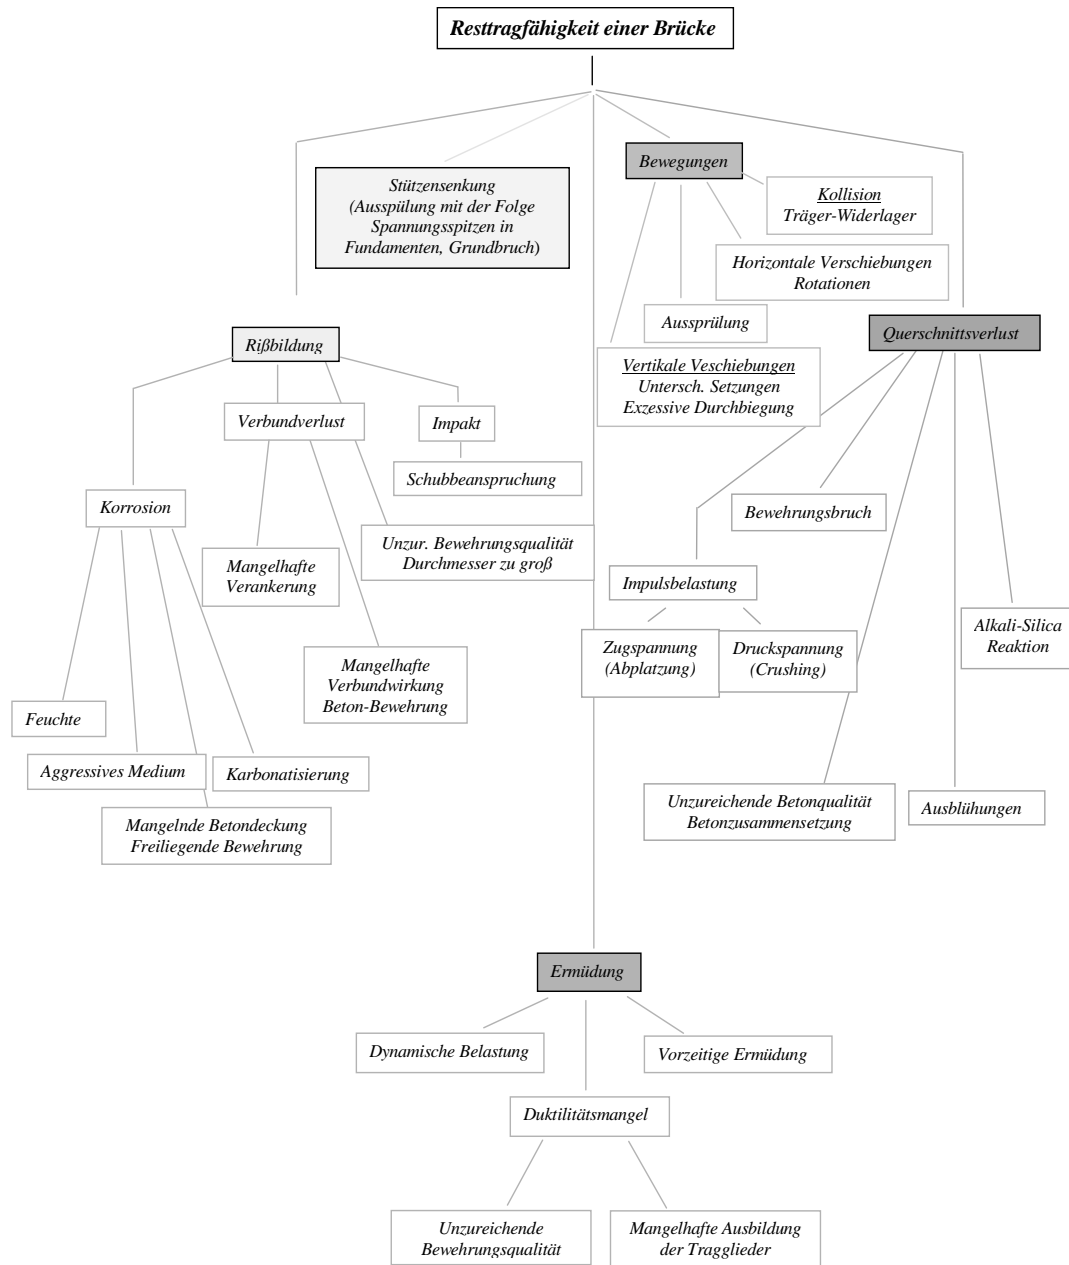 Resttragfähigkeit einer Brücke
Stützensenkung
(Ausspülung mit der Folge
Spannungsspitzen in
Fundamenten, Grundbruch)
Bewegungen
Kollision
Träger-Widerlager
Horizontale Verschiebungen
Rotationen
Aussprülung
Vertikale Veschiebungen
Untersch. Setzungen
Exzessive Durchbiegung
Querschnittsverlust
Rißbildung
Verbundverlust
Impakt
Schubbeanspruchung
Korrosion
Mangelhafte
Verankerung
Unzur. Bewehrungsqualität
Durchmesser zu groß
Bewehrungsbruch
Impulsbelastung
Zugspannung
(Abplatzung)
Druckspannung
(Crushing)
Alkali-Silica
Reaktion
Mangelhafte
Verbundwirkung
Beton-Bewehrung
Feuchte
Aggressives Medium
Karbonatisierung
Mangelnde Betondeckung
Freiliegende Bewehrung
Unzureichende Betonqualität
Betonzusammensetzung
Ausblühungen
Ermüdung
Dynamische Belastung
Vorzeitige Ermüdung
Duktilitätsmangel
Unzureichende
Bewehrungsqualität
Mangelhafte Ausbildung
der Tragglieder